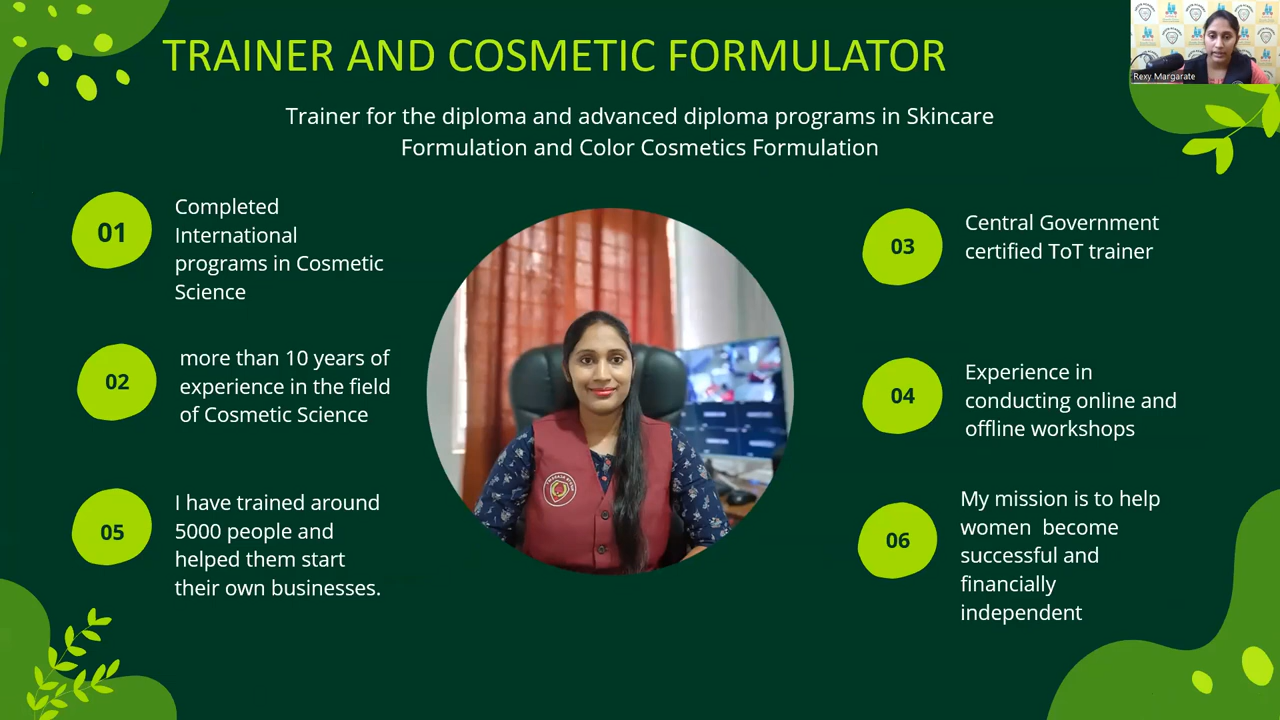 TRAINER AND COSMETIC FORMULATOR
Rexy Margarate
Trainer for the diploma and advanced diploma programs in Skincare
Formulation and Color Cosmetics Formulation
01
Completed
International
programs in Cosmetic
Science
02
more than 10 years of
experience in the field
of Cosmetic Science
03
Central Government
certified ToT trainer
04
Experience in
conducting online and
offline workshops
05
I have trained around
5000 people and
helped them start
their own businesses.
06
My mission is to help
women become
successful and
financially
independent